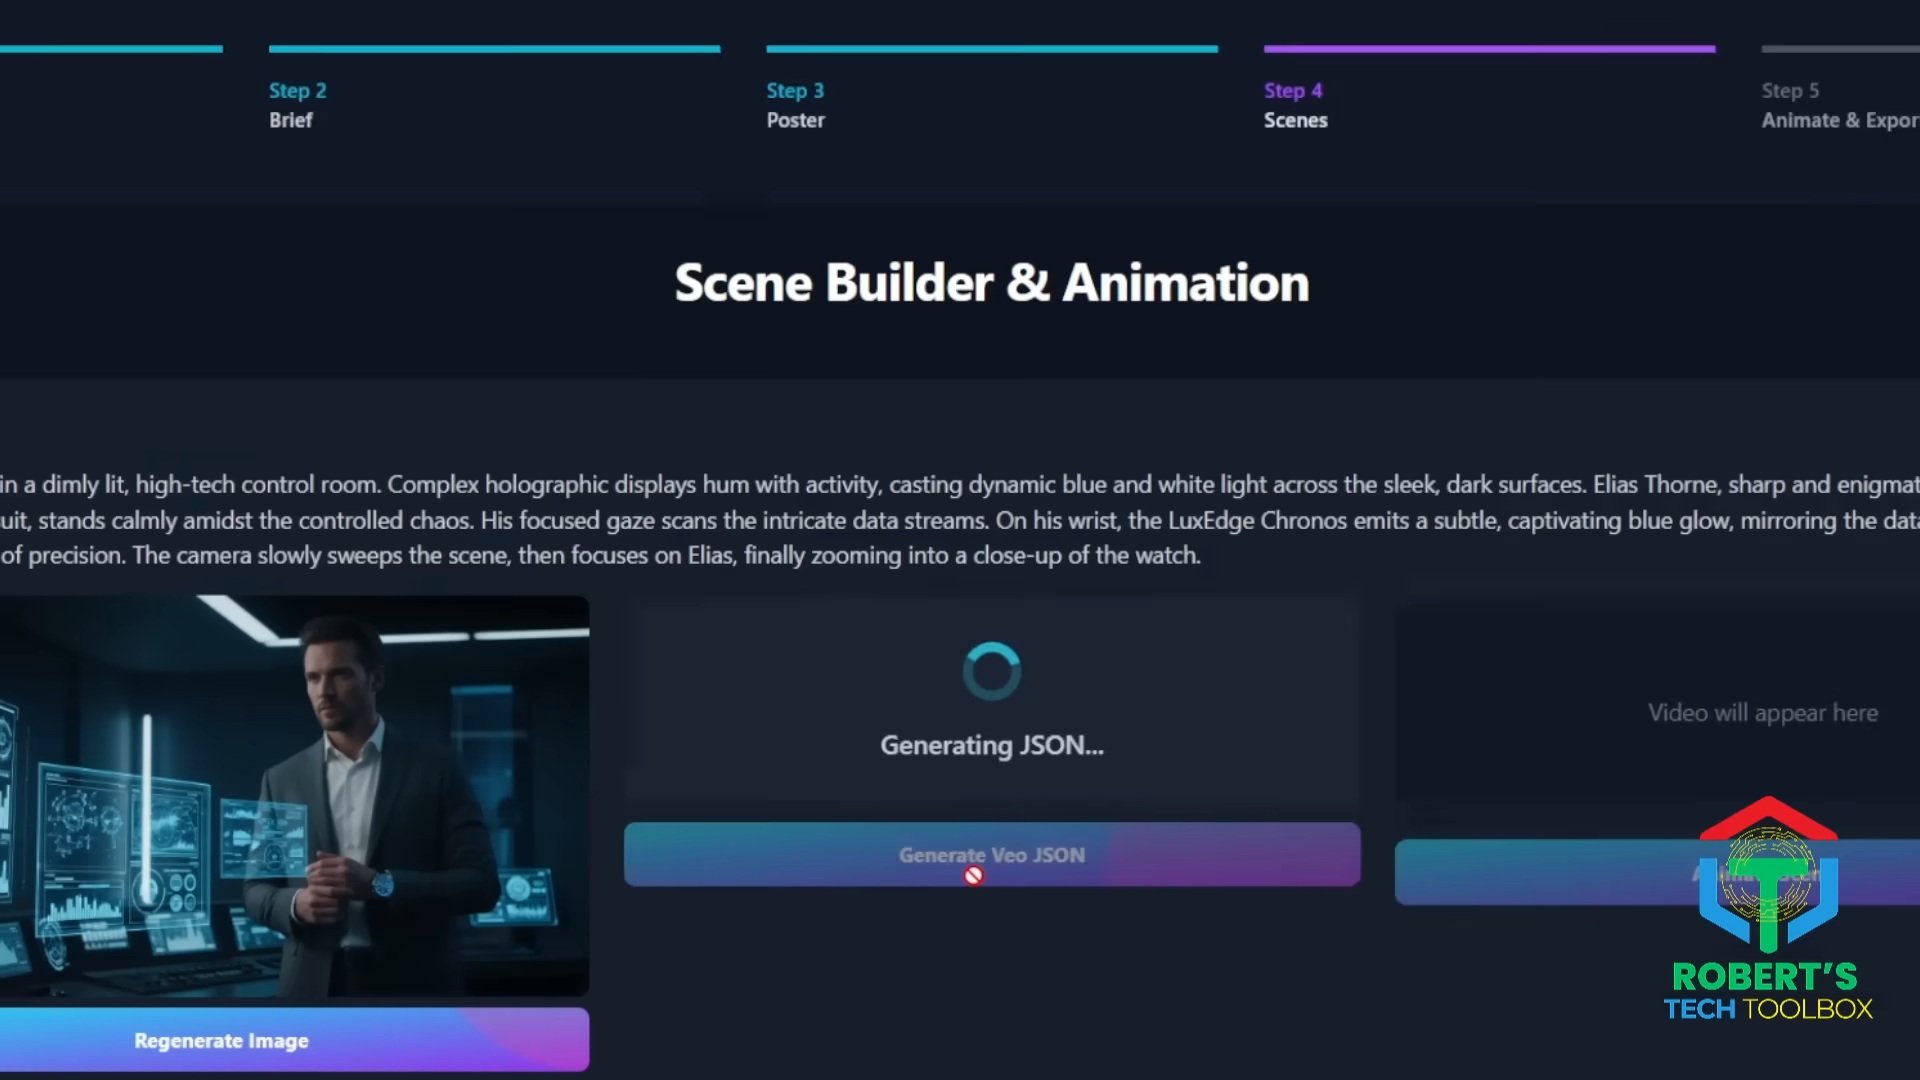 Step 2
Brief
Step 3
Poster
Step 4
Scenes
Step 5
Animate & Expor
Scene Builder & Animation
in a dimly lit, high-tech control room. Complex holographic displays hum with activity, casting dynamic blue and white light across the sleek, dark surfaces. Elias Thorne, sharp and enigmat
uit, stands calmly amidst the controlled chaos. His focused gaze scans the intricate data streams. On his wrist, the LuxEdge Chronos emits a subtle, captivating blue glow, mirroring the data
of precision. The camera slowly sweeps the scene, then focuses on Elias, finally zooming into a close-up of the watch.
Generating JSON...
Video will appear here
Generate Veo JSON
Regenerate Image
ROBERT'S
TECH TOOLBOX